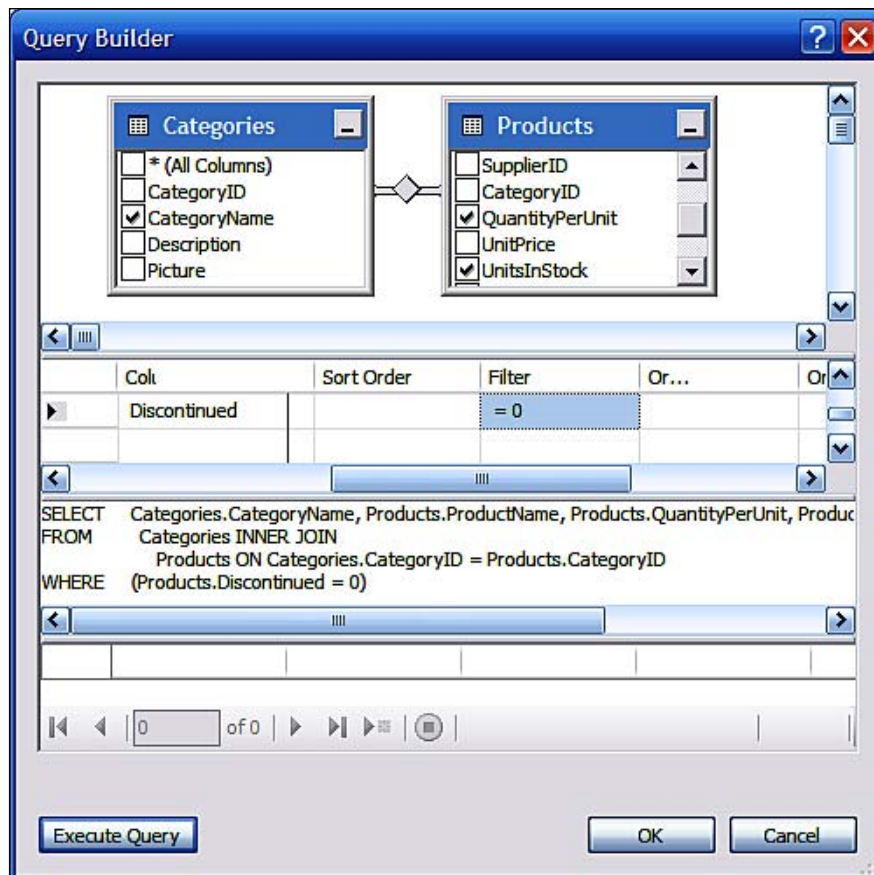 Query Builder
Categories
* (All Columns)
CategoryID
CategoryName
Description
Picture
Products
SupplierID
CategoryID
QuantityPerUnit
UnitPrice
UnitsInStock
Colu Sort Order Filter Or... Or
Discontinued = 0
SELECT Categories.CategoryName, Products.ProductName, Products.QuantityPerUnit, Produc
FROM Categories INNER JOIN
Products ON Categories.CategoryID = Products.CategoryID
WHERE (Products.Discontinued = 0)
0 of 0
Execute Query OK Cancel